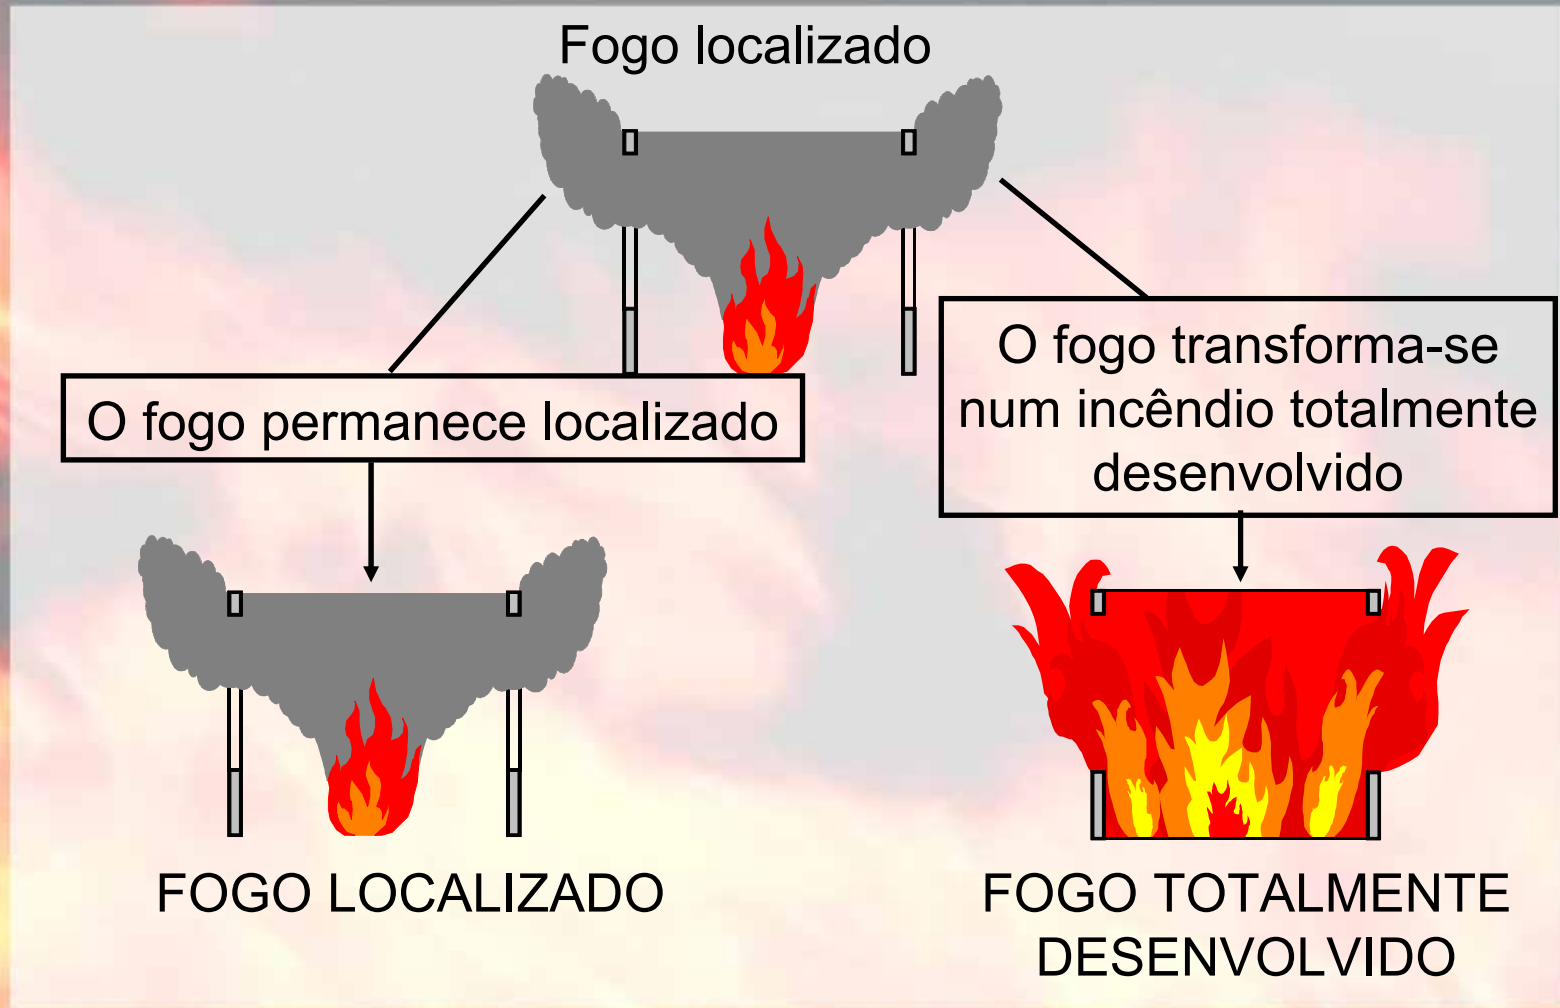 Fogo localizado
O fogo permanece localizado
O fogo transforma-se
num incêndio totalmente
desenvolvido
FOGO LOCALIZADO
FOGO TOTALMENTE
DESENVOLVIDO